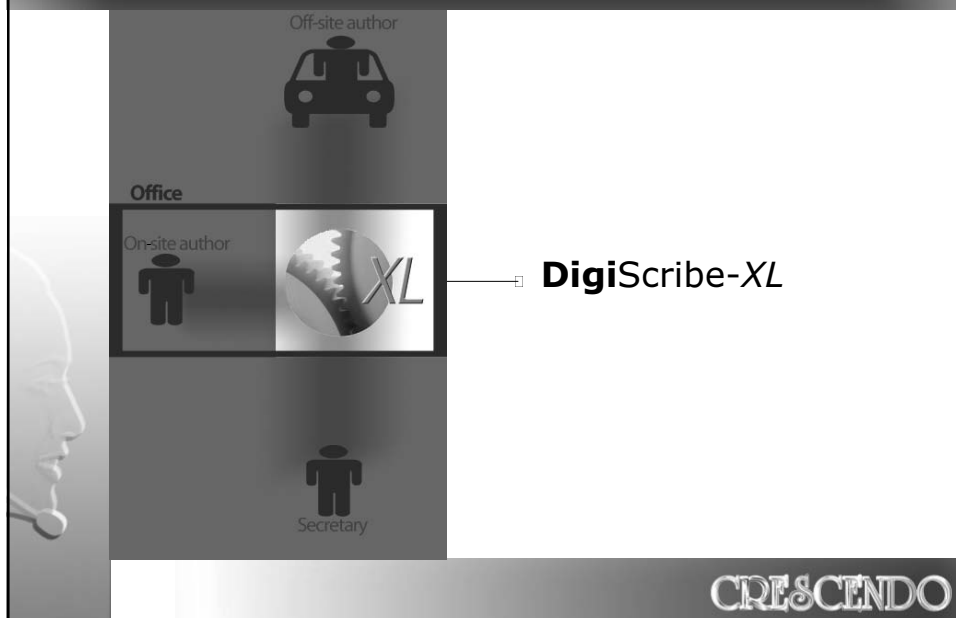 Off-site author
Office
On-site author
XL
DigiScribe-XL
Secretary
CRESCENDO